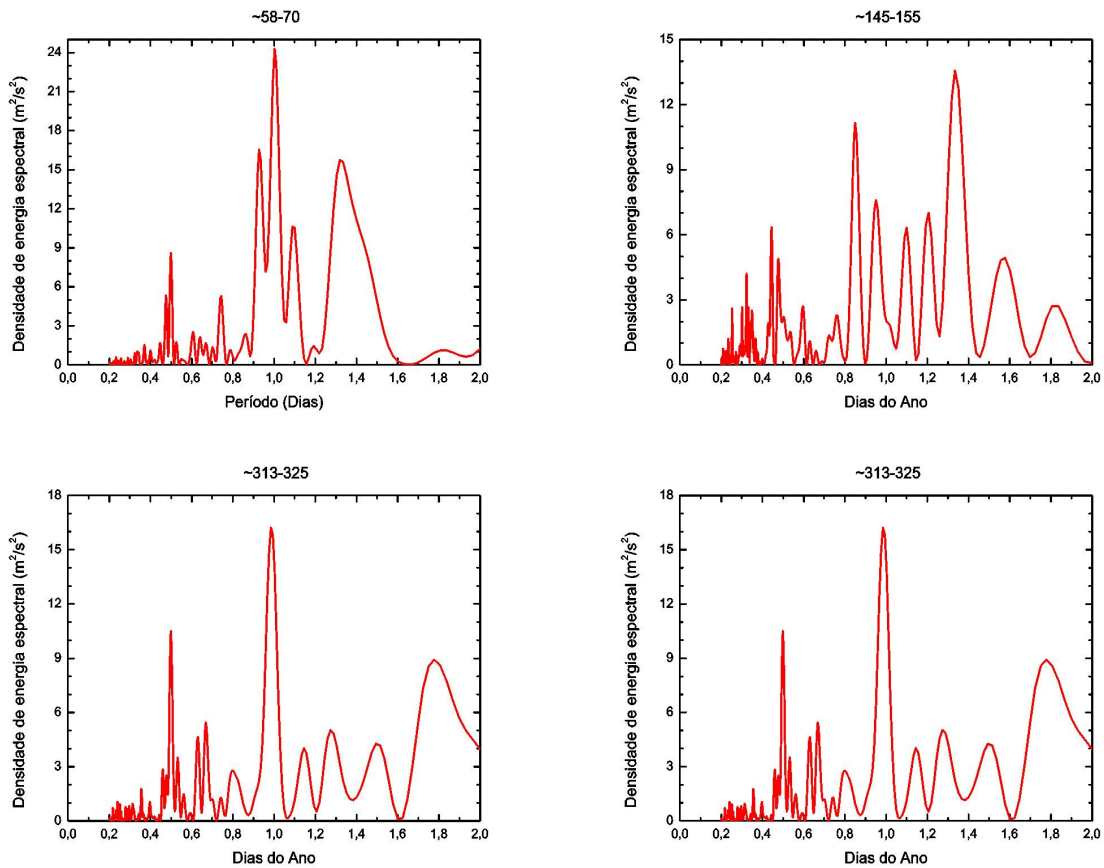 ~58-70
Densidade de energia espectral (m²/s²)
24
21
18
15
12
9
6
3
0
0,0 0,2 0,4 0,6 0,8 1,0 1,2 1,4 1,6 1,8 2,0
Período (Dias)
~145-155
Densidade de energia espectral (m²/s²)
15
12
9
6
3
0
0,0 0,2 0,4 0,6 0,8 1,0 1,2 1,4 1,6 1,8 2,0
Dias do Ano
~313-325
Densidade de energia espectral (m²/s²)
18
15
12
9
6
3
0
0,0 0,2 0,4 0,6 0,8 1,0 1,2 1,4 1,6 1,8 2,0
Dias do Ano
~313-325
Densidade de energia espectral (m²/s²)
18
15
12
9
6
3
0
0,0 0,2 0,4 0,6 0,8 1,0 1,2 1,4 1,6 1,8 2,0
Dias do Ano